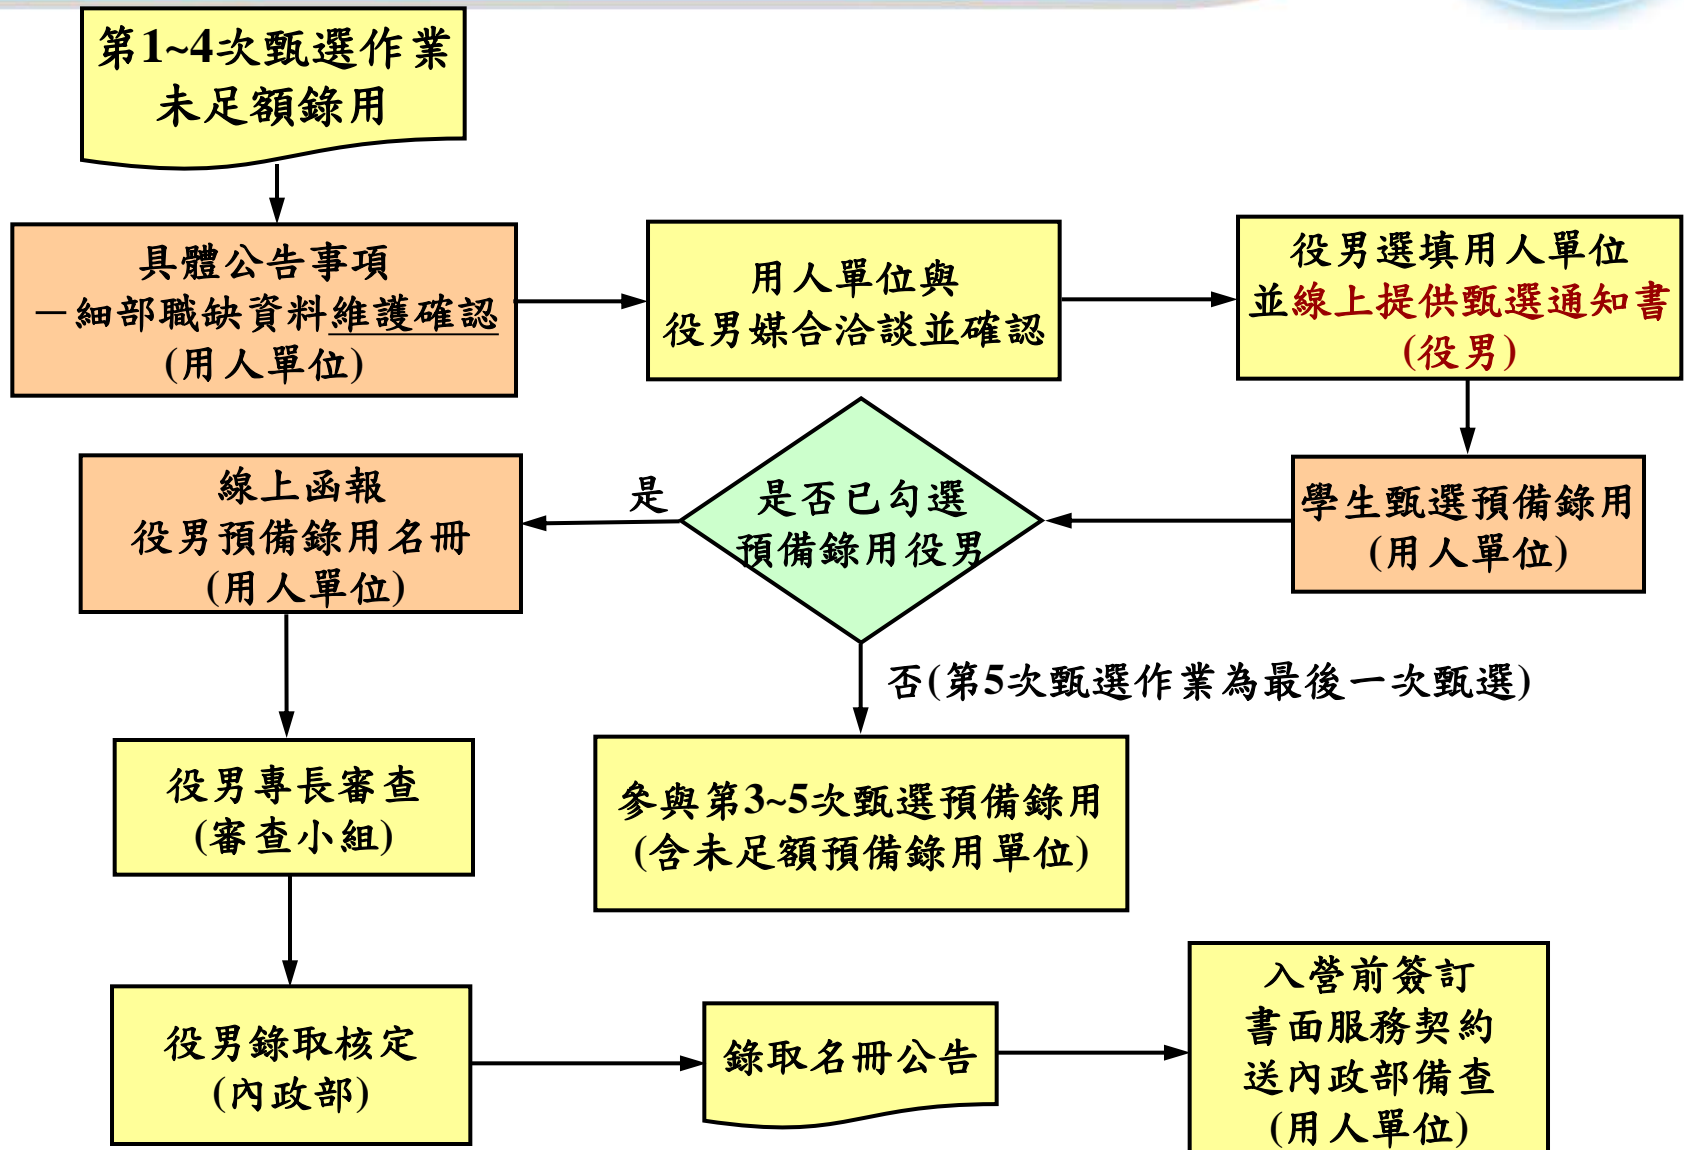 第1~4次甄選作業
未足額錄用
具體公告事項
－細部職缺資料維護確認
(用人單位)
用人單位與
役男媒合洽談並確認
役男選填用人單位
並線上提供甄選通知書
(役男)
學生甄選預備錄用
(用人單位)
是否已勾選
預備錄用役男
是
線上函報
役男預備錄用名冊
(用人單位)
否(第5次甄選作業為最後一次甄選)
參與第3~5次甄選預備錄用
(含未足額預備錄用單位)
役男專長審查
(審查小組)
役男錄取核定
(內政部)
錄取名冊公告
入營前簽訂
書面服務契約
送內政部備查
(用人單位)